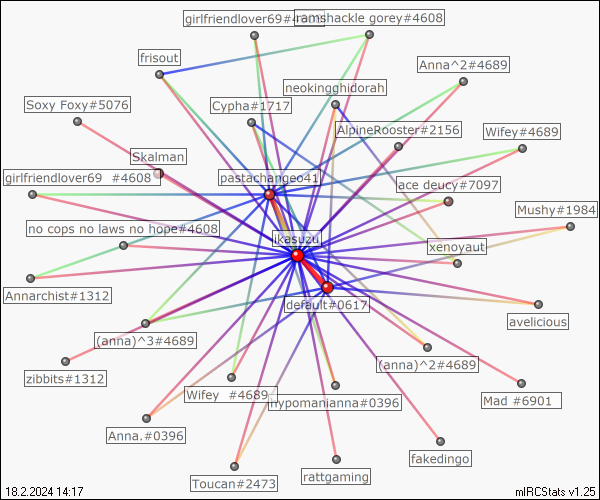 girlfriendlover69#4608
ramshackle gorey#4608
frisout
Anna^2#4689
neokingghidorah
Soxy Foxy#5076
Cypha#1717
AlpineRooster#2156
Wifey#4689
Skalman
girlfriendlover69 #4608
pastachangeo41
ace deucy#7097
Mushy#1984
no cops no laws no hope#4608
ikasuzu
xenoyaut
Annarchist#1312
default#0617
avelicious
(anna)^3#4689
(anna)^2#4689
zibbits#1312
Wifey #4689
hypomanianna#0396
Mad #6901
Anna.#0396
fakedingo
Toucan#2473
rattgaming
18.2.2024 14:17
mIRCStats v1.25